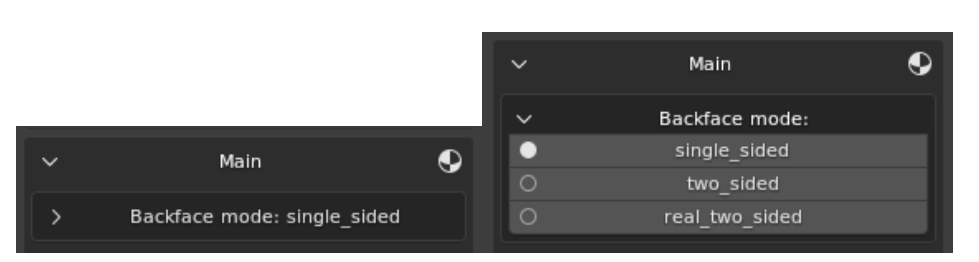 Main
Backface mode: single_sided
Main
Backface mode:
single_sided
two_sided
real_two_sided